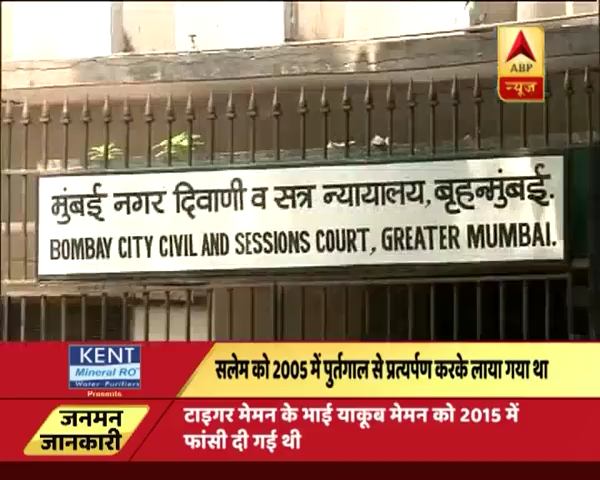 ABP
न्यूज़
मुंबई नगर दिवाणी व सत्र न्यायालय, बृहन्मुंबई.
BOMBAY CITY CIVIL AND SESSIONS COURT, GREATER MUMBAI.
KENT
Mineral RO™
Water Purifiers
Presents
सलेम को 2005 में पुर्तगाल से प्रत्यर्पण करके लाया गया था
जनमन
जानकारी
टाइगर मेमन के भाई याकूब मेमन को 2015 में
फांसी दी गई थी